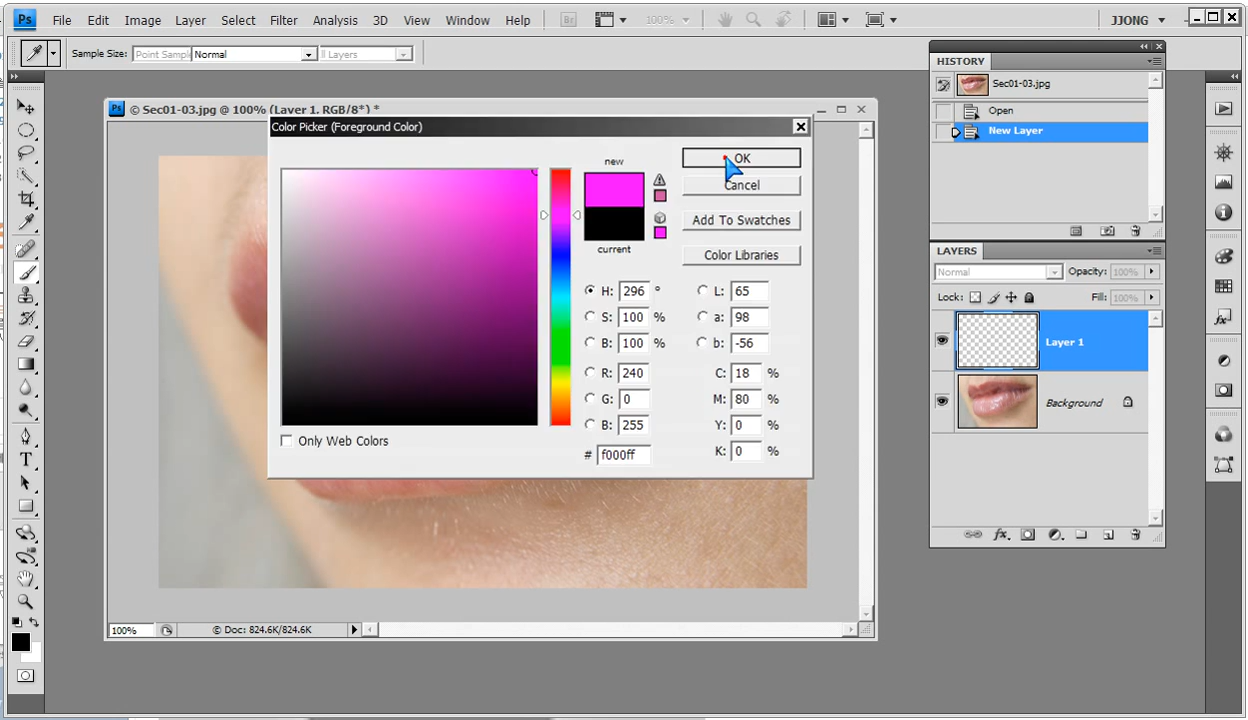 Ps File Edit Image Layer Select Filter Analysis 3D View Window Help Br 100% JJONG
Sample Size: Point Sampl Normal ll Layers
HISTORY
Sec01-03.jpg
Open
New Layer
Ps © Sec01-03.jpg @ 100% (Layer 1, RGB/8*) *
Color Picker (Foreground Color)
new
current
OK
Cancel
Add To Swatches
Color Libraries
H: 296 ° L: 65
S: 100 % a: 98
B: 100 % b: -56
R: 240 C: 18 %
G: 0 M: 80 %
B: 255 Y: 0 %
# f000ff K: 0 %
Only Web Colors
LAYERS
Normal Opacity: 100%
Lock: Fill: 100%
Layer 1
Background
fx.
T
100% © Doc: 824.6K/824.6K